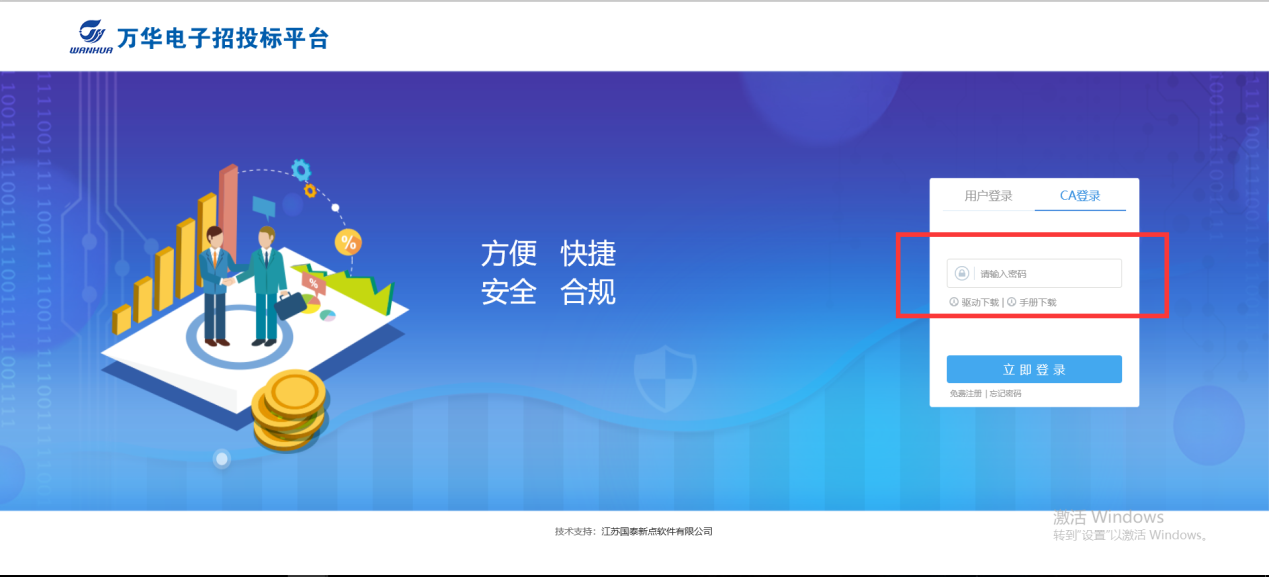 WANHUA 万华电子招投标平台
用户登录 CA登录
%
%
方便 快捷
安全 合规
请输入密码
驱动下载 | 手册下载
立即登录
免费注册 | 忘记密码
技术支持：江苏国泰新点软件有限公司
激活 Windows
转到"设置"以激活 Windows。